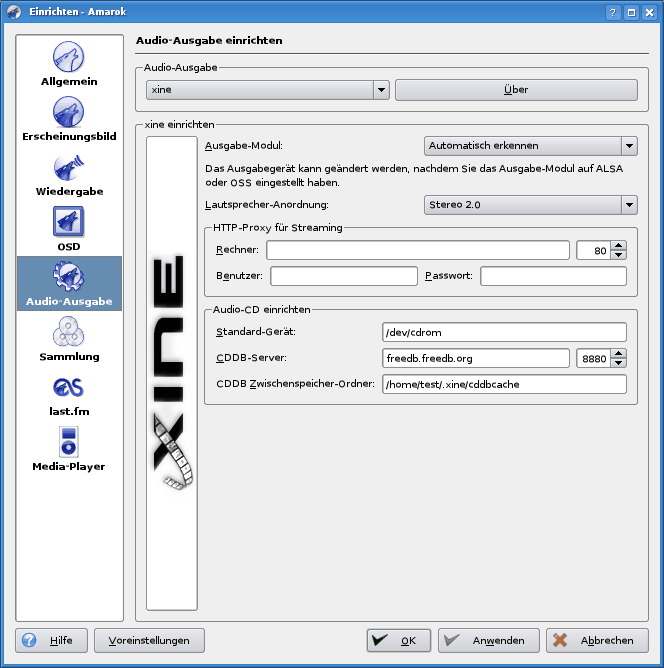 Einrichten - Amarok
Allgemein
Erscheinungsbild
Wiedergabe
OSD
Audio-Ausgabe
Sammlung
last.fm
Media-Player
Audio-Ausgabe einrichten
Audio-Ausgabe
xine
Über
xine einrichten
XINE
Ausgabe-Modul:
Automatisch erkennen
Das Ausgabegerät kann geändert werden, nachdem Sie das Ausgabe-Modul auf ALSA
oder OSS eingestellt haben.
Lautsprecher-Anordnung:
Stereo 2.0
HTTP-Proxy für Streaming
Rechner:
80
Benutzer:
Passwort:
Audio-CD einrichten
Standard-Gerät:
/dev/cdrom
CDDB-Server:
freedb.freedb.org
8880
CDDB Zwischenspeicher-Ordner:
/home/test/.xine/cddbcache
Hilfe
Voreinstellungen
OK
Anwenden
Abbrechen